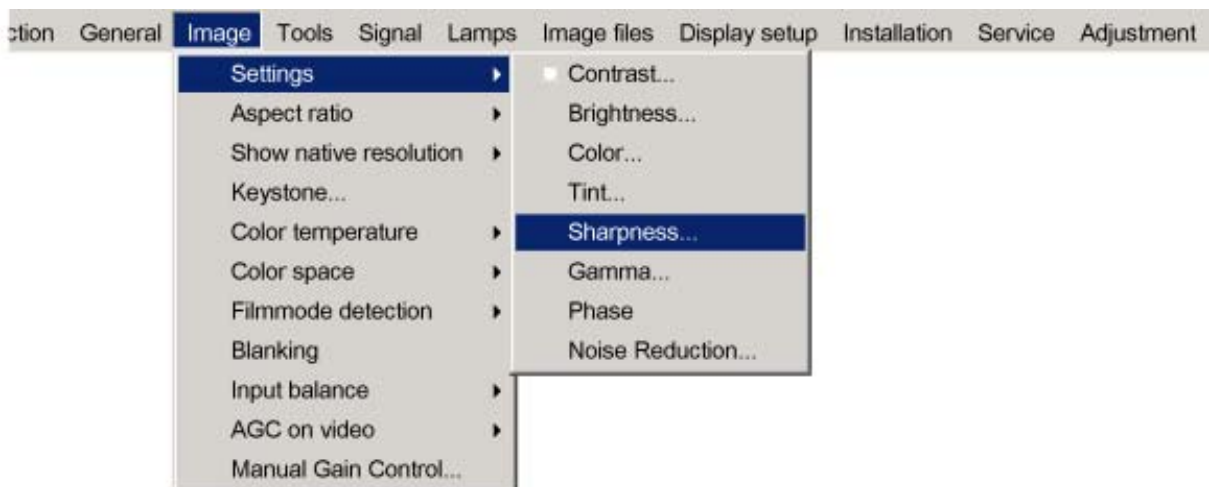 ction General Image Tools Signal Lamps Image files Display setup Installation Service Adjustment
Settings
Aspect ratio
Show native resolution
Keystone...
Color temperature
Color space
Filmmode detection
Blanking
Input balance
AGC on video
Manual Gain Control...
Contrast...
Brightness...
Color...
Tint...
Sharpness...
Gamma...
Phase
Noise Reduction...